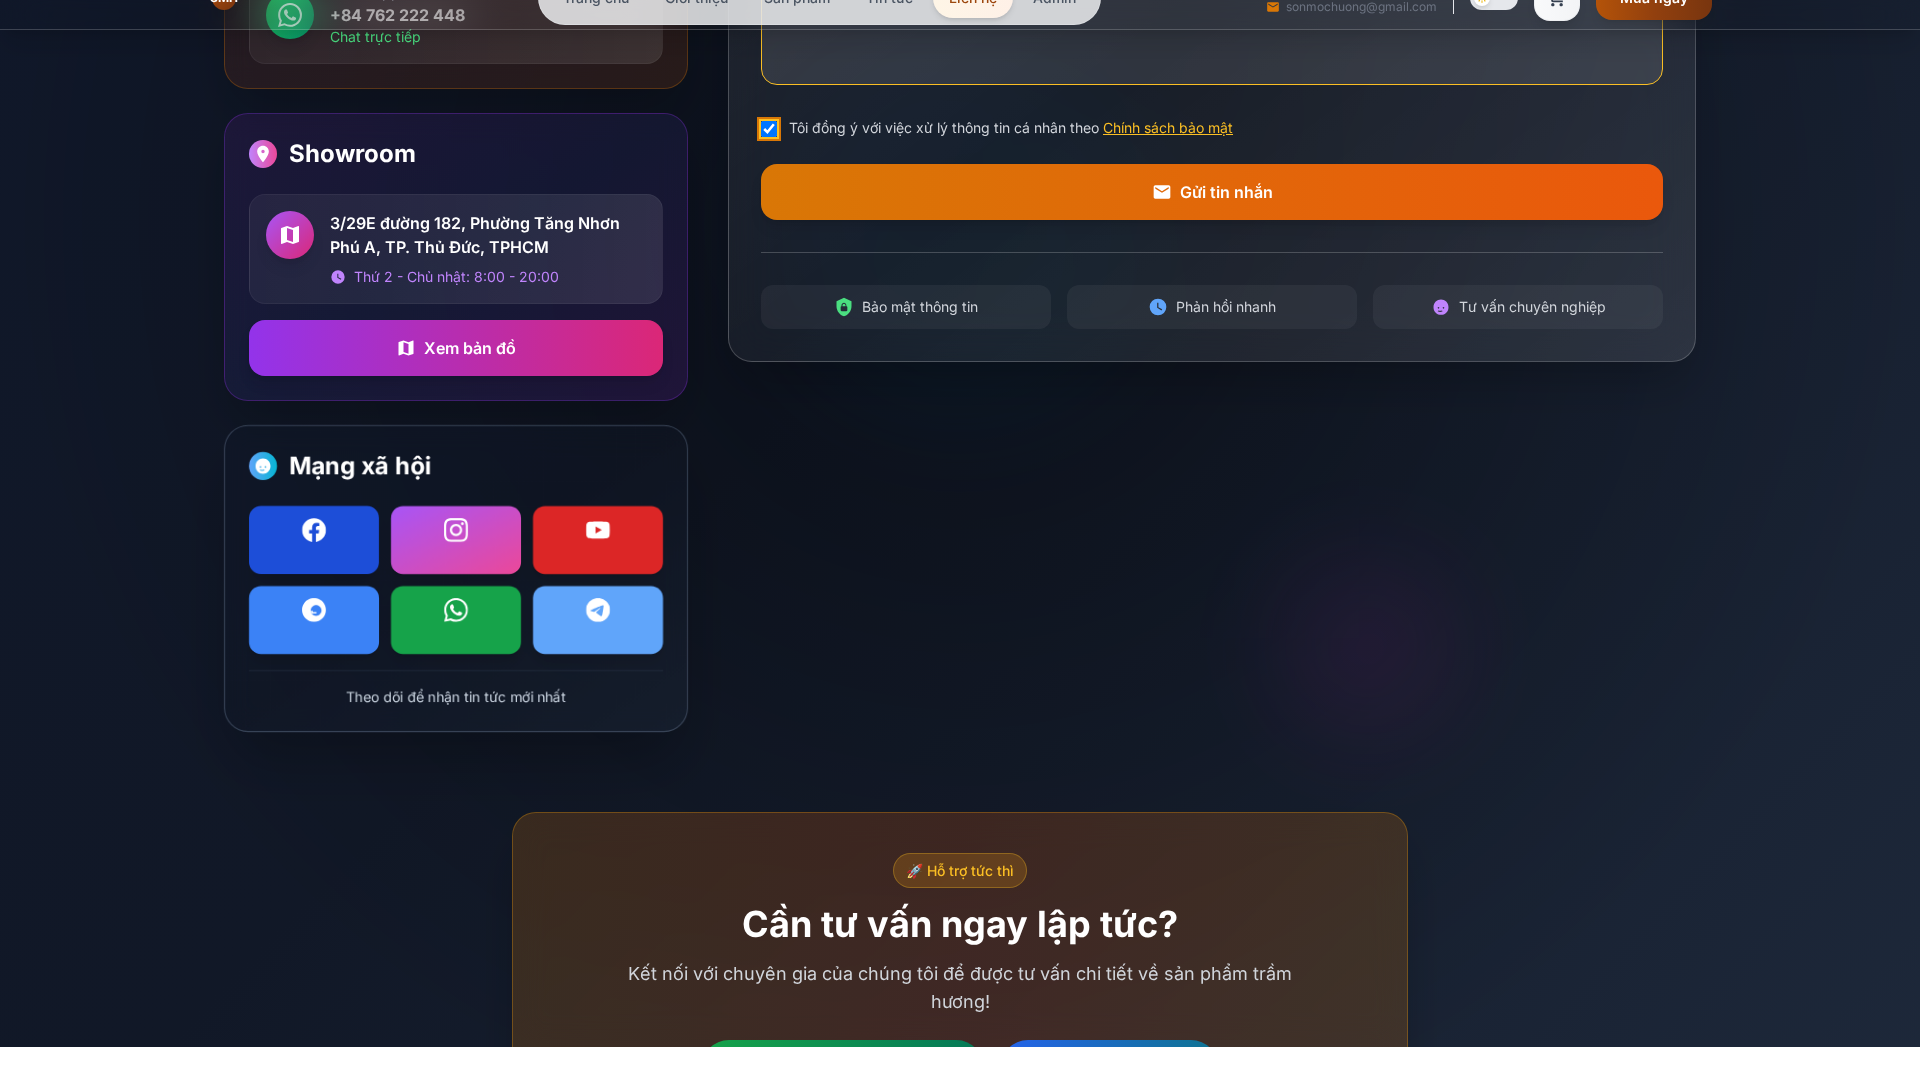 +84 762 222 448
Chat trực tiếp
Liên hệ
sonmochuong@gmail.com
Mua ngay
Showroom
3/29E đường 182, Phường Tăng Nhơn
Phú A, TP. Thủ Đức, TPHCM
Thứ 2 - Chủ nhật: 8:00 - 20:00
Xem bản đồ
Mạng xã hội
Theo dõi để nhận tin tức mới nhất
Tôi đồng ý với việc xử lý thông tin cá nhân theo Chính sách bảo mật
Gửi tin nhắn
Bảo mật thông tin
Phản hồi nhanh
Tư vấn chuyên nghiệp
🚀 Hỗ trợ tức thì
Cần tư vấn ngay lập tức?
Kết nối với chuyên gia của chúng tôi để được tư vấn chi tiết về sản phẩm trầm
hương!